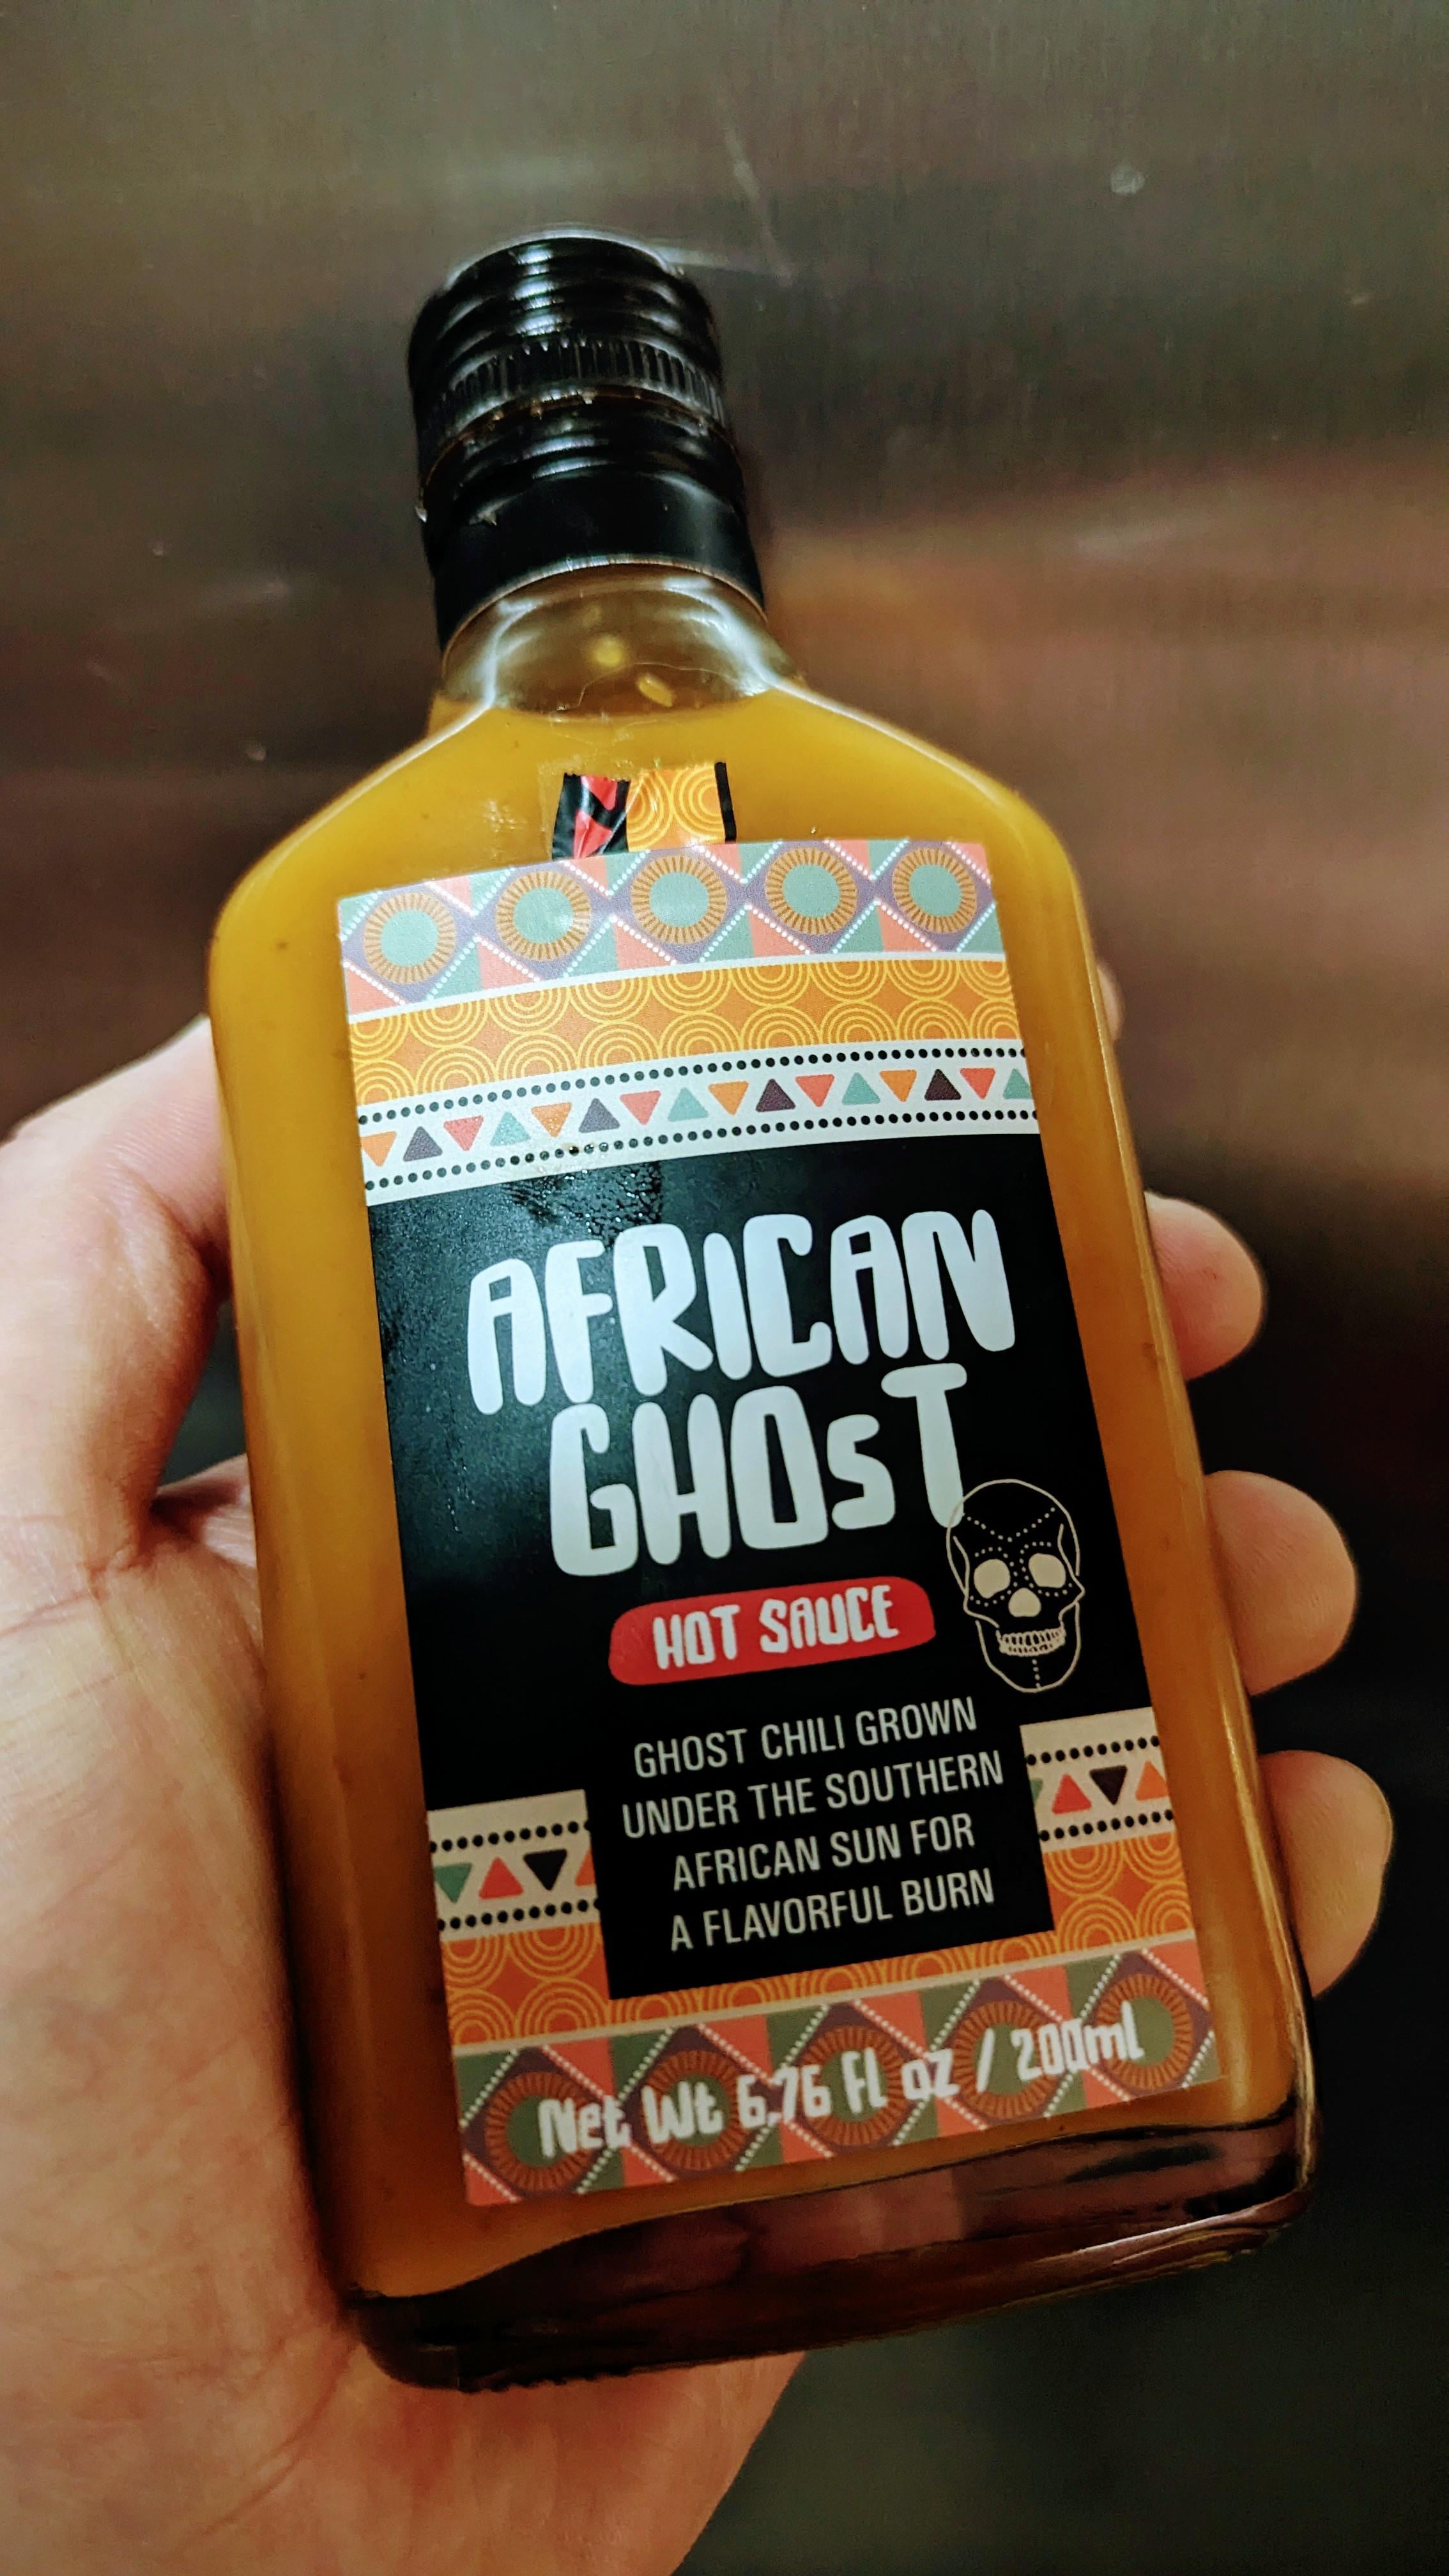 AFRICAN
GHOsT
HOT SAUCE
GHOST CHILI GROWN
UNDER THE SOUTHERN
AFRICAN SUN FOR
A FLAVORFUL BURN
Net Wt 6.76 fl oz / 200ml